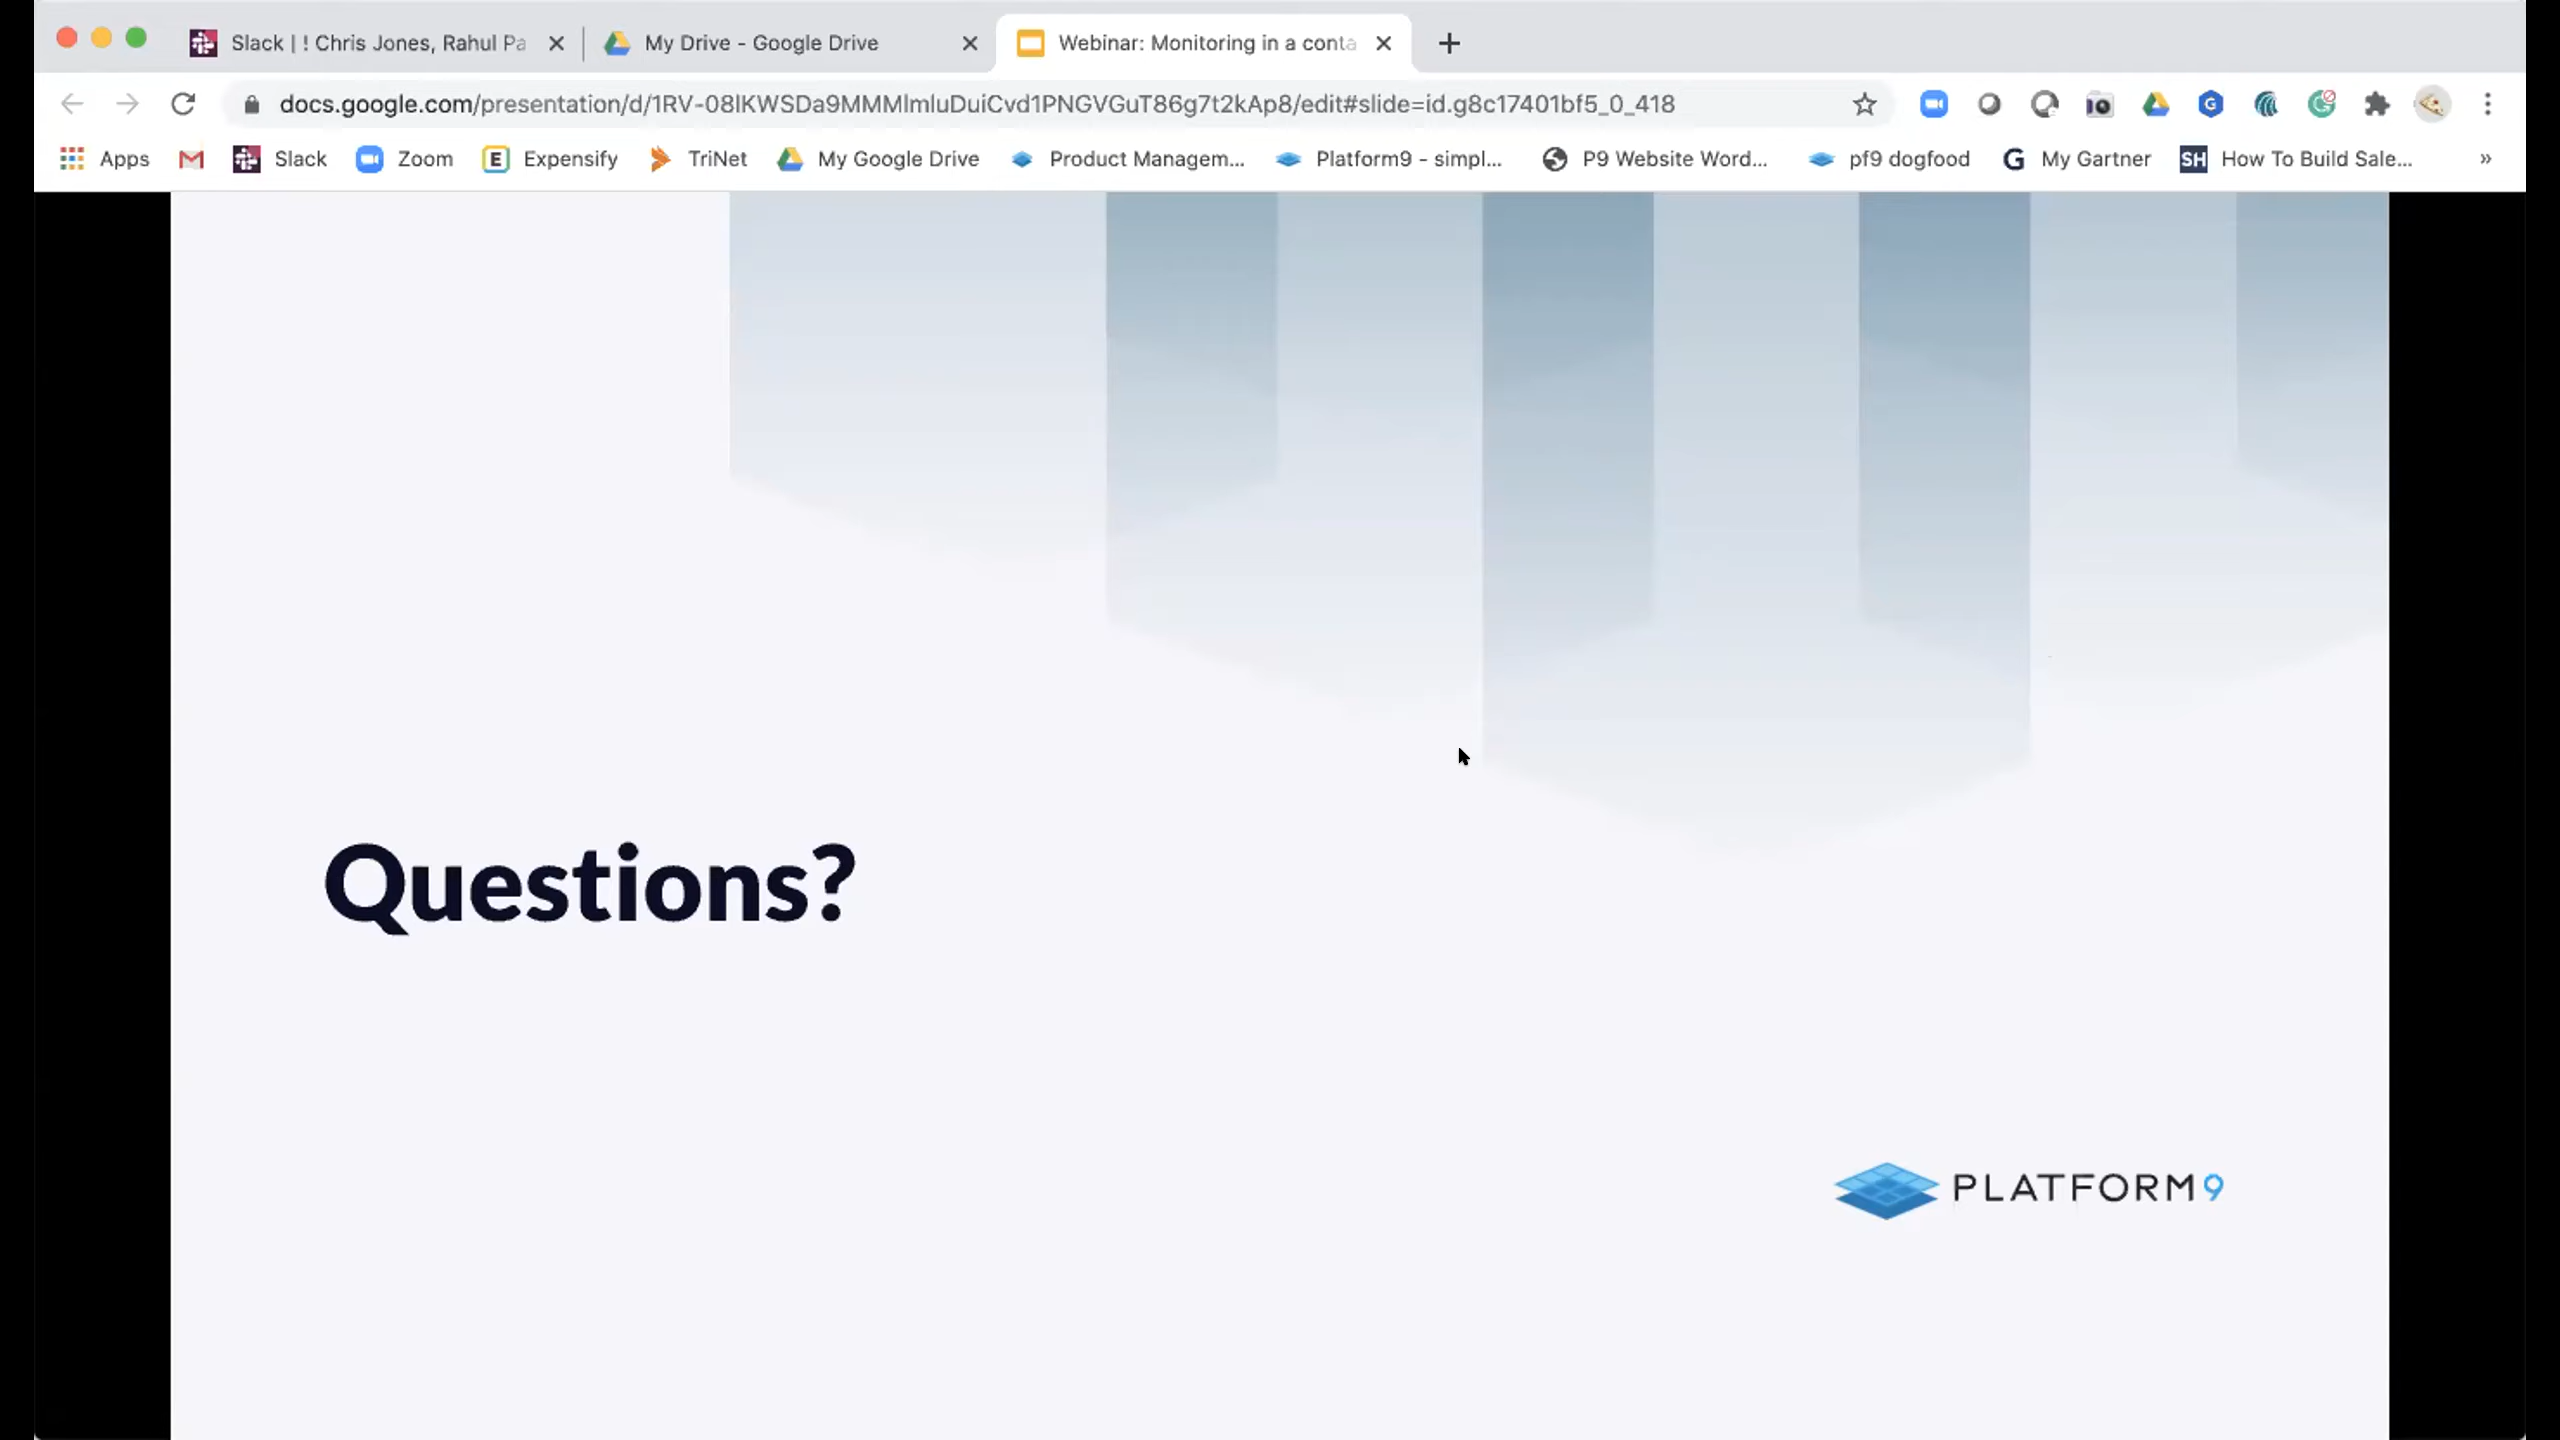 Slack | ! Chris Jones, Rahul Pa
My Drive - Google Drive
Webinar: Monitoring in a conta
docs.google.com/presentation/d/1RV-08lKWSDa9MMMlmluDuiCvd1PNGVGuT86g7t2kAp8/edit#slide=id.g8c17401bf5_0_418
Apps
Slack
Zoom
Expensify
TriNet
My Google Drive
Product Managem...
Platform9 - simpl...
P9 Website Word...
pf9 dogfood
My Gartner
SH How To Build Sale...
»
Questions?
PLATFORM9